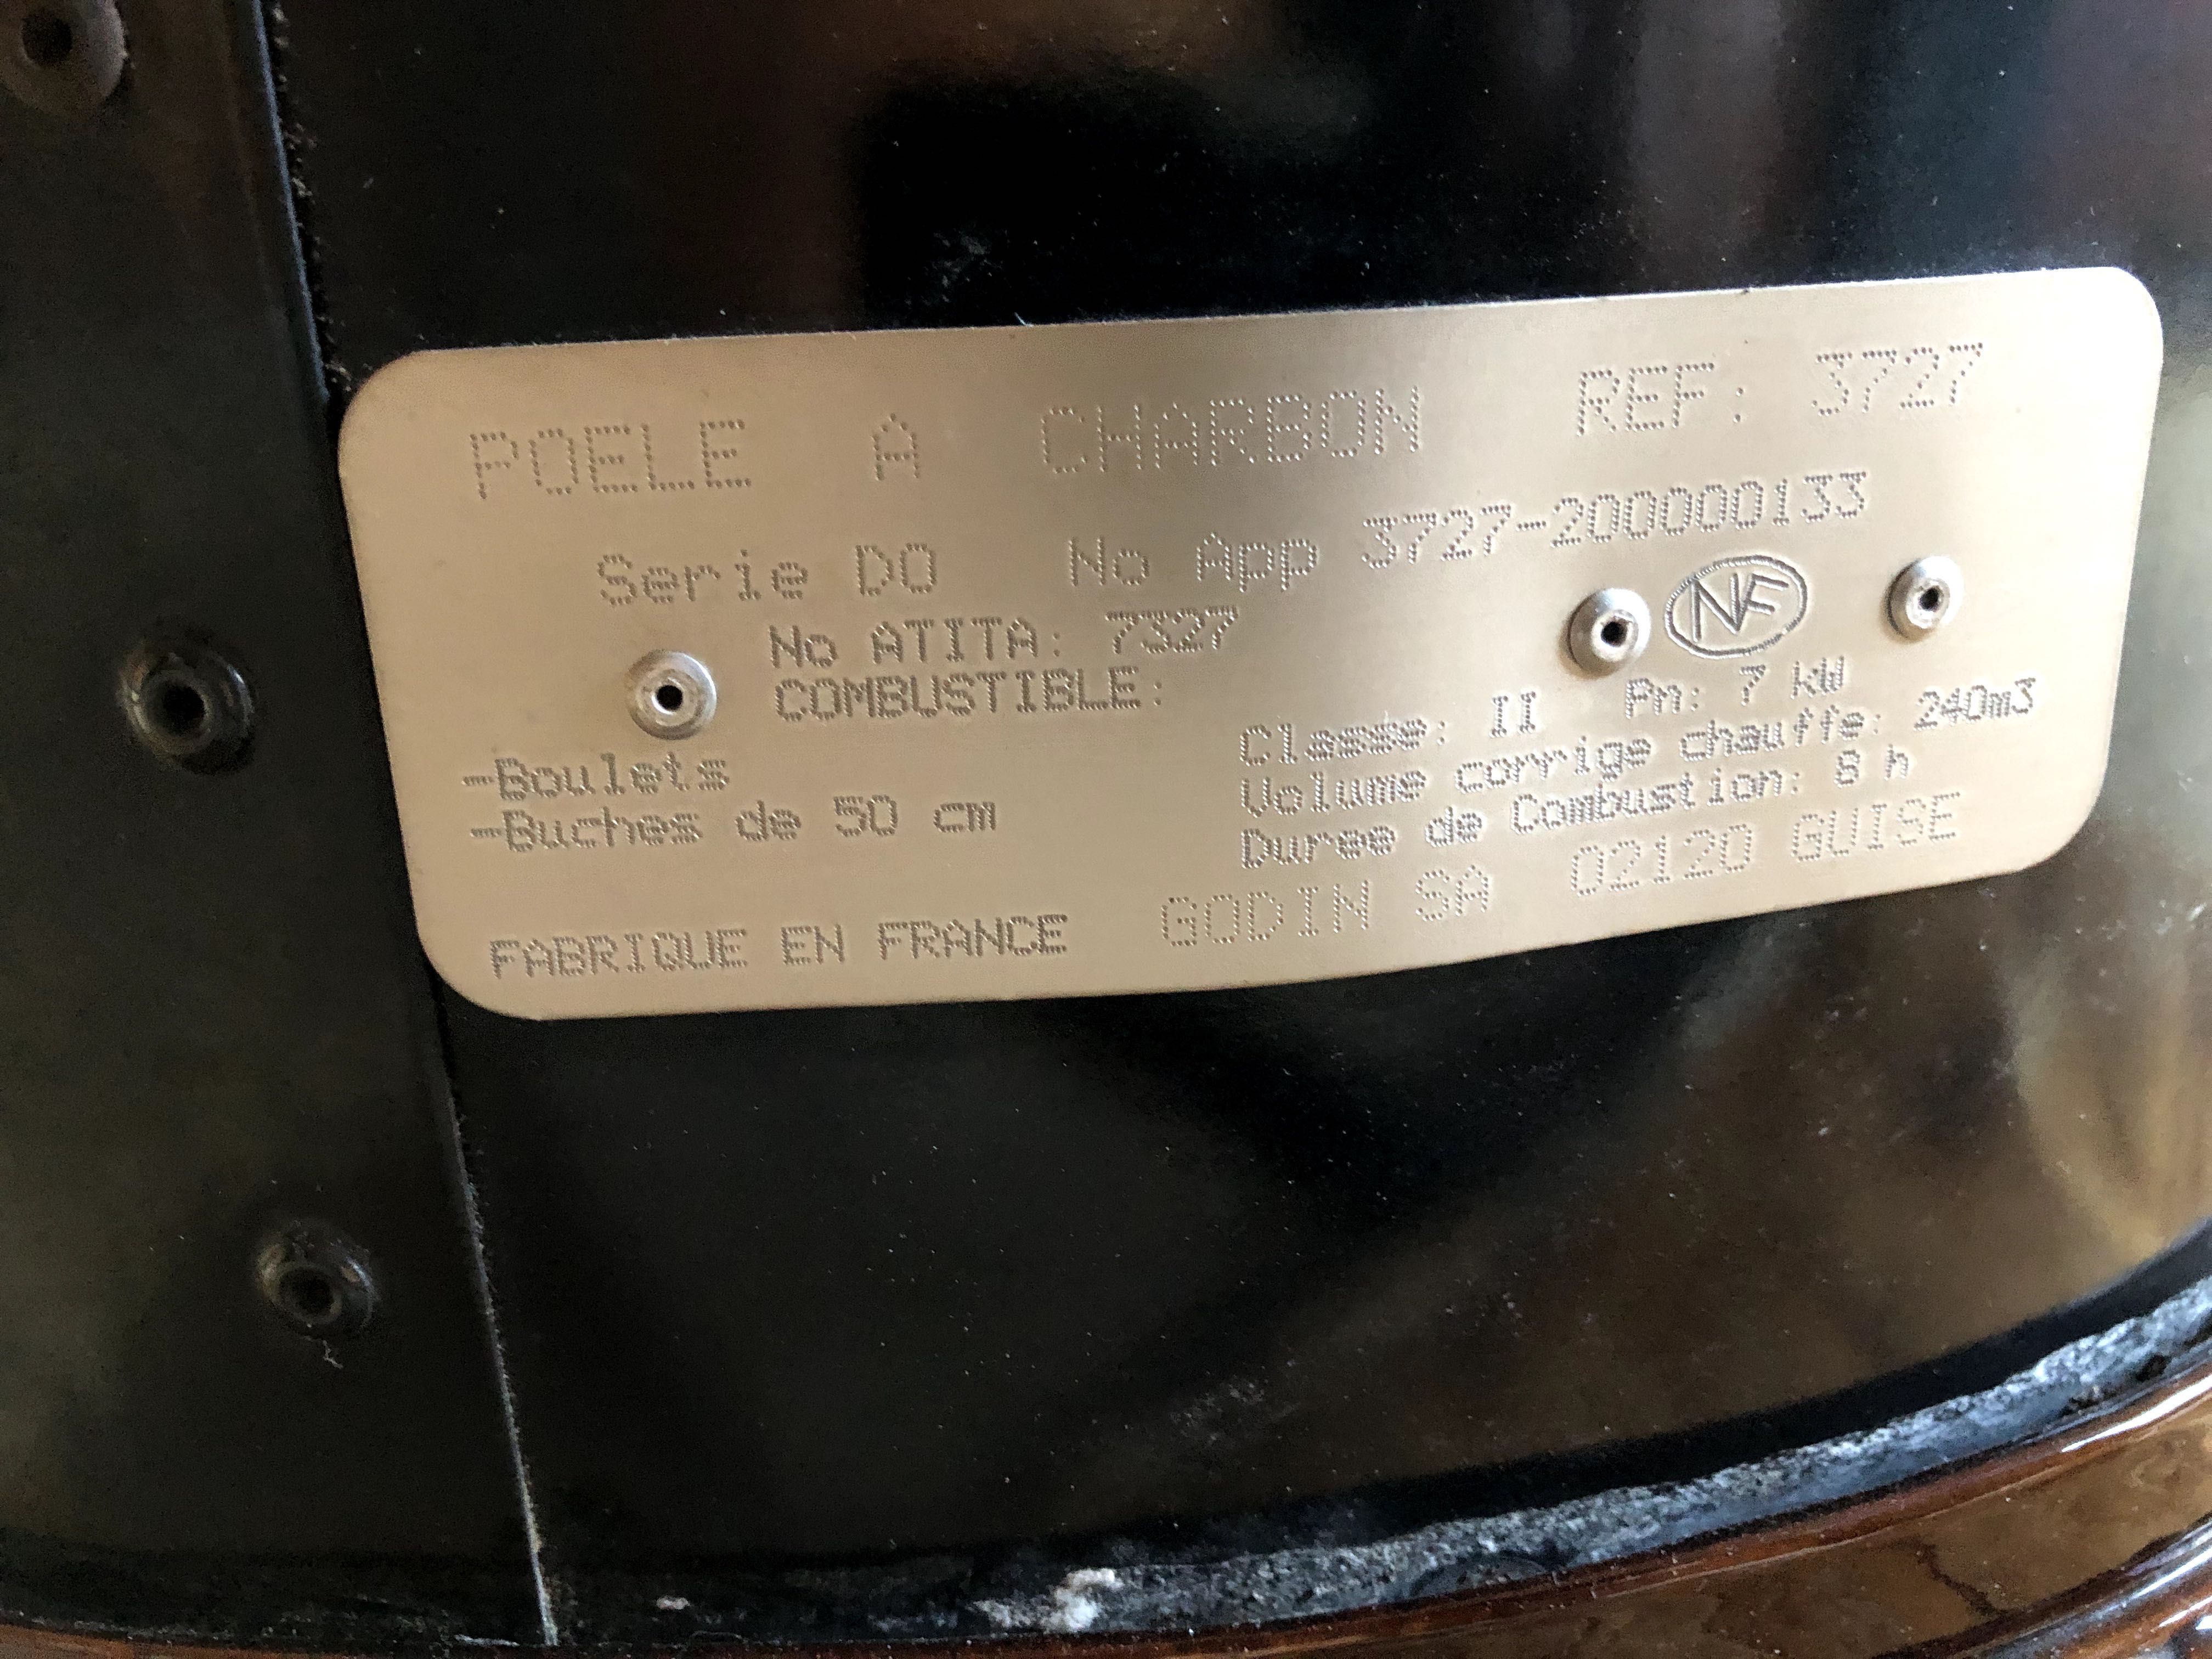 POELE A CHARBON REF: 3727
Serie DO No App 3727-200000133
No ATITA: 7327
NF
COMBUSTIBLE:
-Boulets
-Buches de 50 cm
Classe: II Pn: 7 kW
Volume corrige chauffe: 240m3
Duree de Combustion: 8 h
FABRIQUE EN FRANCE GODIN SA 02120 GUISE